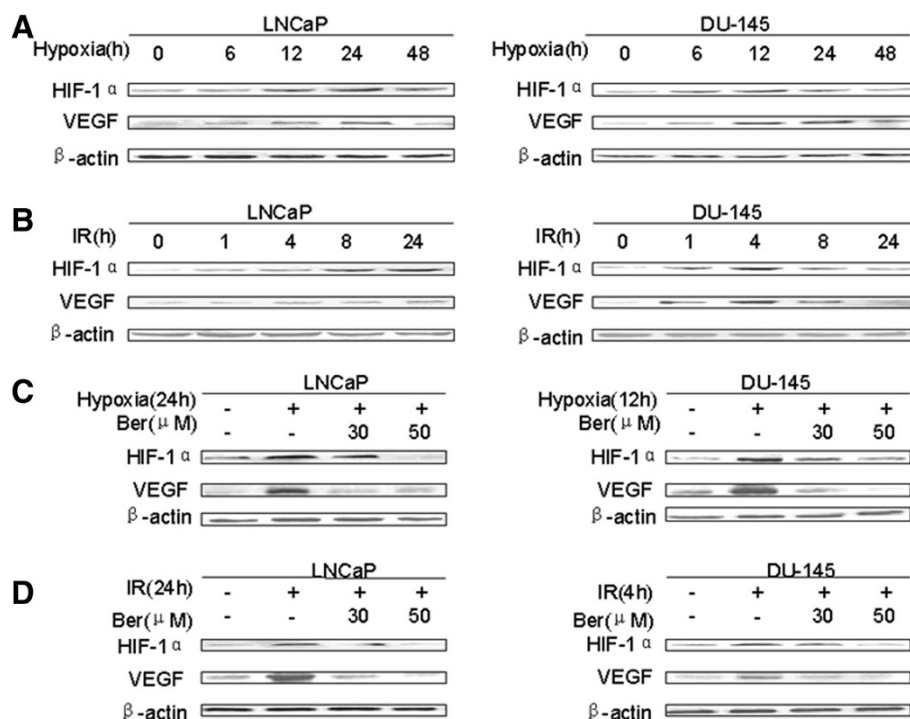 A LNCaP DU-145
Hypoxia(h) 0 6 12 24 48 0 6 12 24 48
HIF-1 α HIF-1 α
VEGF VEGF
β-actin β-actin
B LNCaP DU-145
IR(h) 0 1 4 8 24 IR(h) 0 1 4 8 24
HIF-1 α HIF-1 α
VEGF VEGF
β-actin β-actin
C LNCaP DU-145
Hypoxia(24h) - + + + Hypoxia(12h) - + + +
Ber(μM) - - 30 50 Ber(μM) - - 30 50
HIF-1 α HIF-1 α
VEGF VEGF
β-actin β-actin
D LNCaP DU-145
IR(24h) - + + + IR(4h) - + + +
Ber(μM) - - 30 50 Ber(μM) - - 30 50
HIF-1 α HIF-1 α
VEGF VEGF
β-actin β-actin